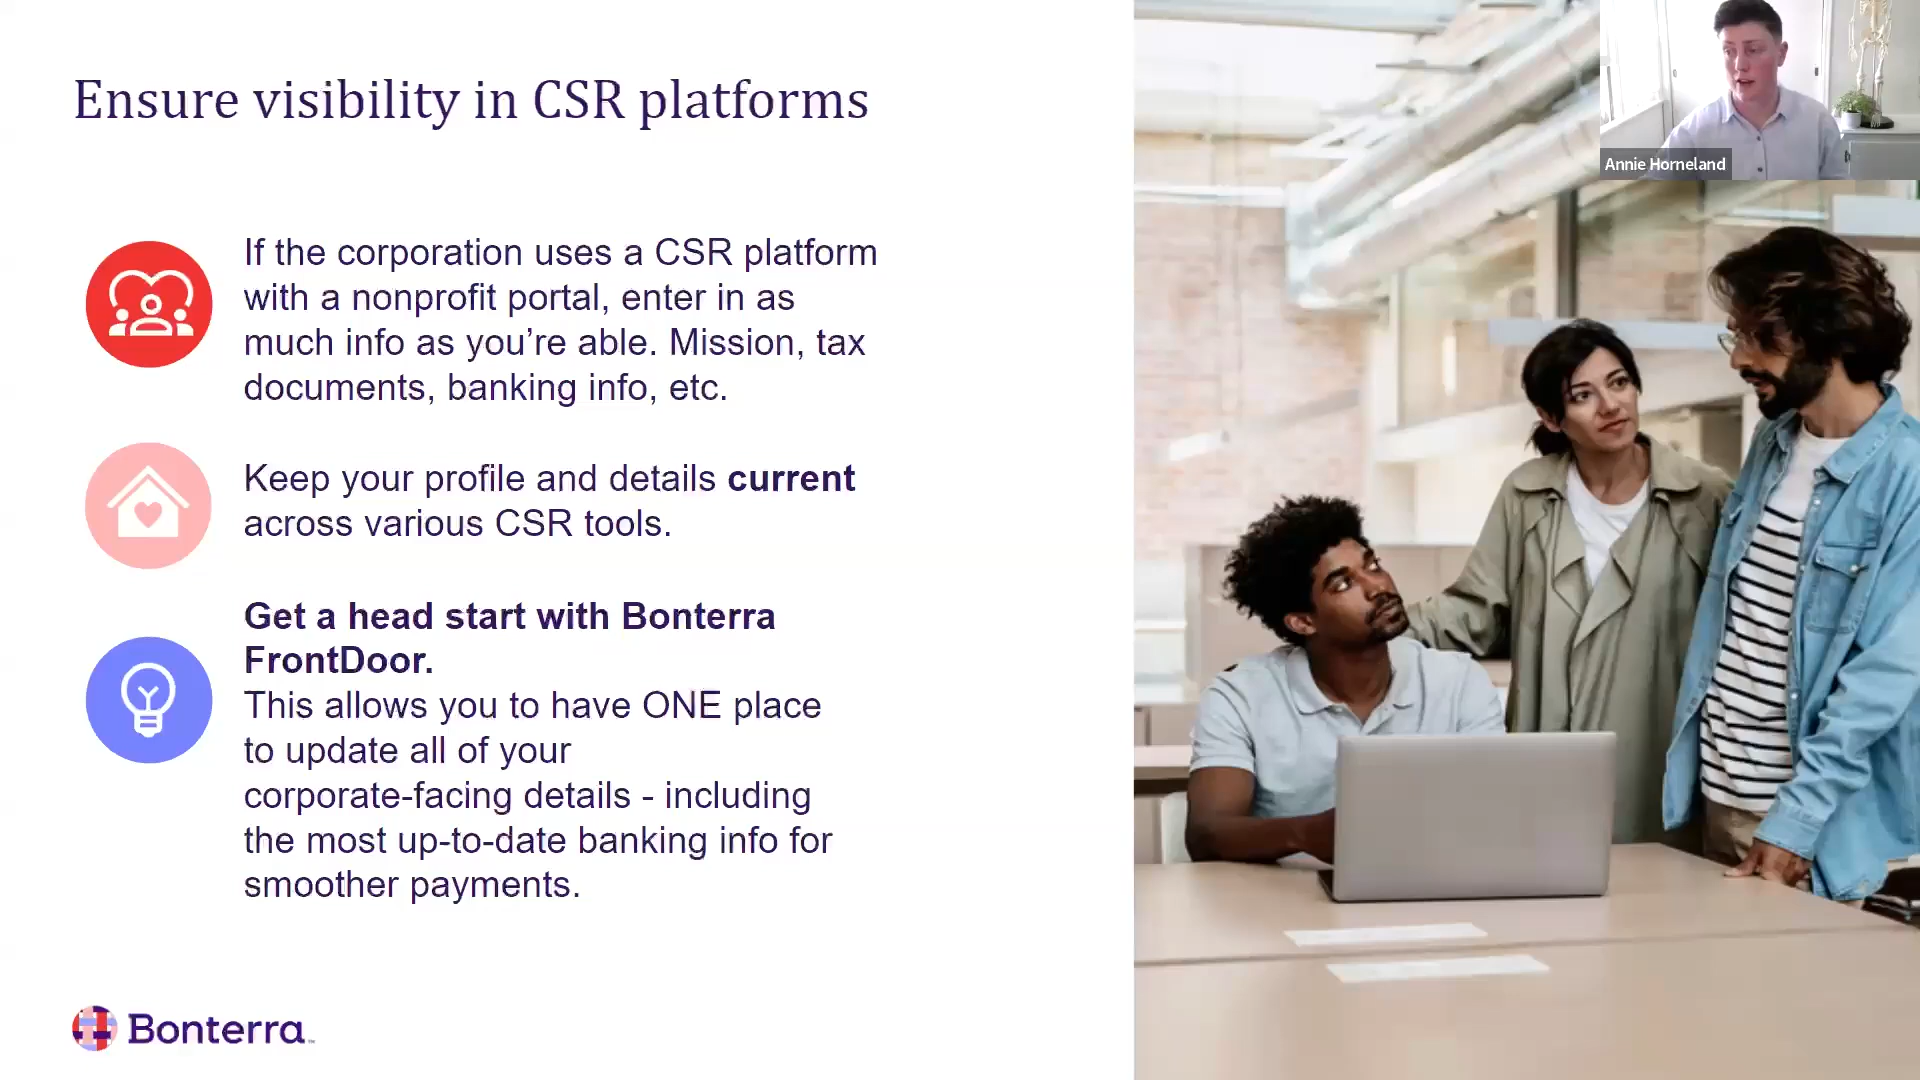 Ensure visibility in CSR platforms
Annie Horneland
If the corporation uses a CSR platform
with a nonprofit portal, enter in as
much info as you’re able. Mission, tax
documents, banking info, etc.
Keep your profile and details current
across various CSR tools.
Get a head start with Bonterra
FrontDoor.
This allows you to have ONE place
to update all of your
corporate-facing details - including
the most up-to-date banking info for
smoother payments.
Bonterra™